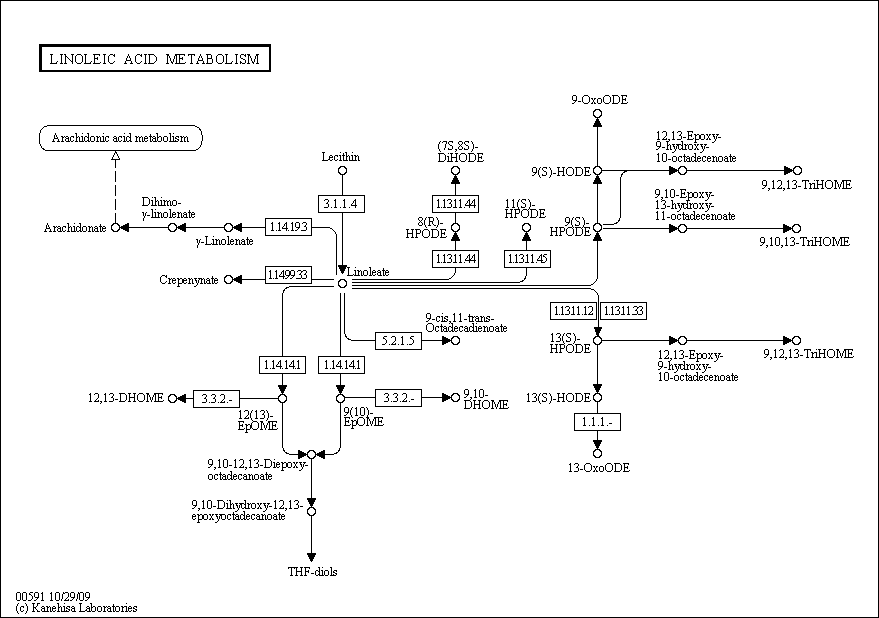 LINOLEIC ACID METABOLISM
9-OxoODE
Arachidonic acid metabolism
Lecithin
(7S,8S)-
DiHODE
12,13-Epoxy-
9-hydroxy-
10-octadecenoate
9(S)-HODE
9,12,13-TriHOME
3.1.1.4
1.13.11.44
11(S)-
HPODE
Dihimo-
γ-linolenate
9,10-Epoxy-
13-hydroxy-
11-octadecenoate
Arachidonate
γ-Linolenate
1.14.19.3
8(R)-
HPODE
9(S)-
HPODE
9,10,13-TriHOME
1.13.11.44
1.13.11.45
Crepenynate
1.14.99.33
Linoleate
1.13.11.12
1.13.11.33
9-cis,11-trans-
Octadecadienoate
5.2.1.5
13(S)-
HPODE
12,13-Epoxy-
9-hydroxy-
10-octadecenoate
9,12,13-TriHOME
1.14.14.1
1.14.14.1
12,13-DHOME
3.3.2.-
12(13)-
EpOME
9(10)-
EpOME
3.3.2.-
9,10-
DHOME
13(S)-HODE
1.1.1.-
13-OxoODE
9,10-12,13-Diepoxy-
octadecanoate
9,10-Dihydroxy-12,13-
epoxyoctadecanoate
THF-diols
00591 10/29/09
(c) Kanehisa Laboratories